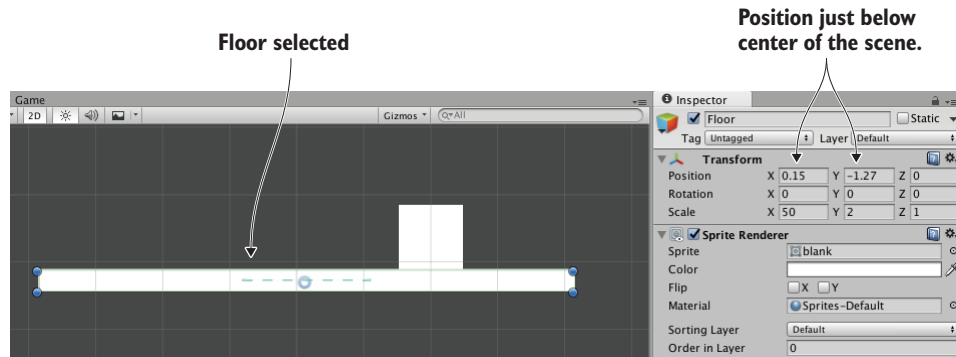 Floor selected
Position just below
center of the scene.
Game
2D
Gizmos
All
Inspector
Floor
Static
Tag Untagged Layer Default
Transform
Position X 0.15 Y -1.27 Z 0
Rotation X 0 Y 0 Z 0
Scale X 50 Y 2 Z 1
Sprite Renderer
Sprite blank
Color
Flip X Y
Material Sprites-Default
Sorting Layer Default
Order in Layer 0